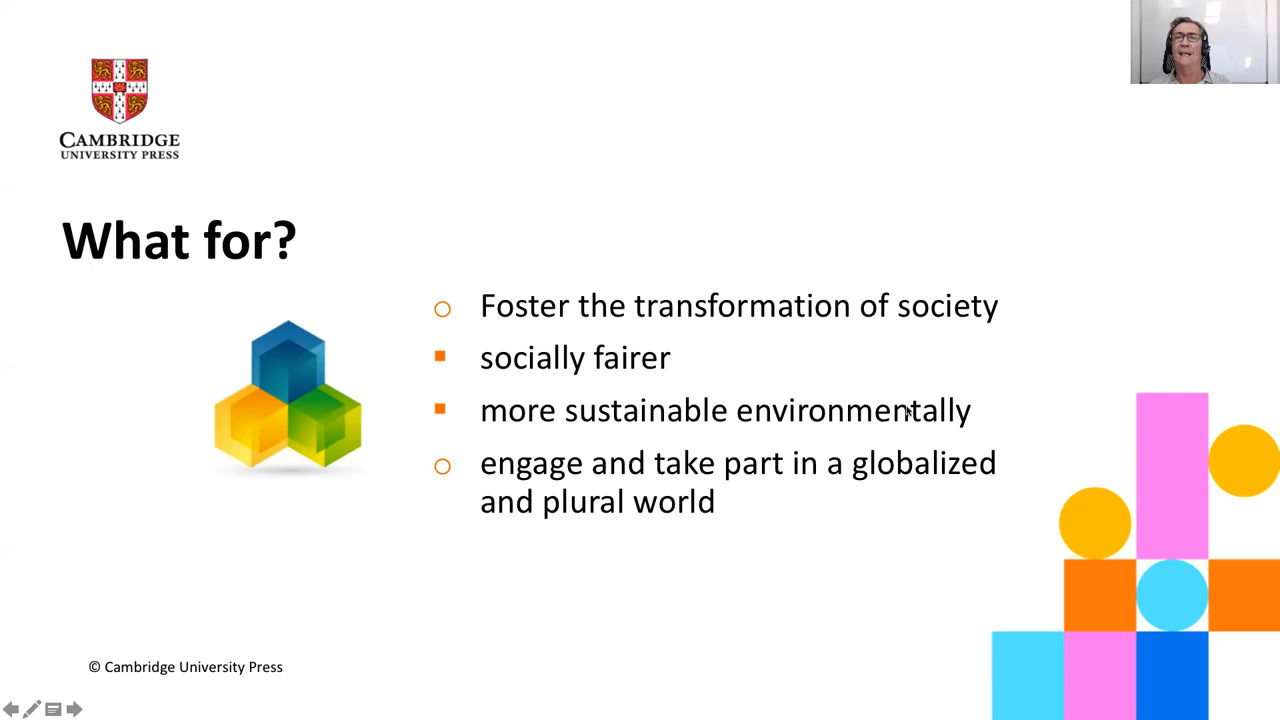 CAMBRIDGE
UNIVERSITY PRESS
What for?
Foster the transformation of society
socially fairer
more sustainable environmentally
engage and take part in a globalized
and plural world
© Cambridge University Press